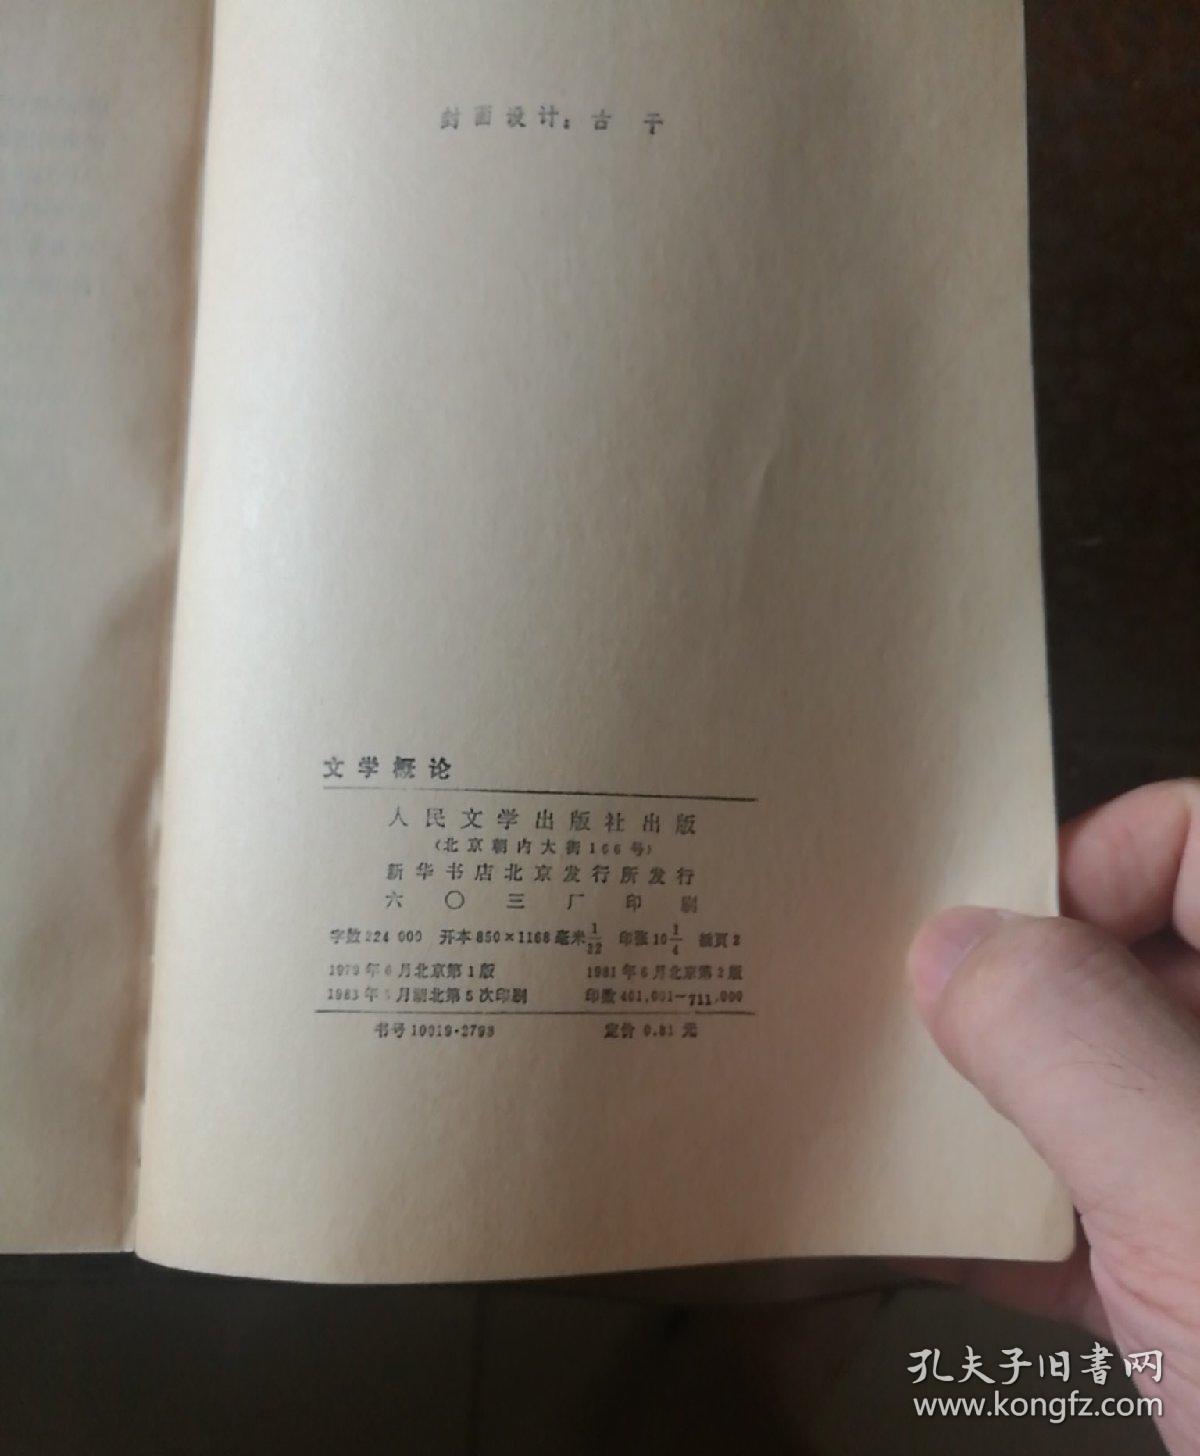 封面设计：古 干
文学概论
人民文学出版社出版
（北京朝内大街166号）
新华书店北京发行所发行
六〇三厂印刷
字数224 000 开本850×1168毫米1/32 印张10 1/4 插页2
1979年6月北京第1版 1981年6月北京第2版
1983年5月湖北第5次印刷 印数401,001—711,000
书号10019·2798 定价0.81元
孔夫子旧書网
www.kongfz.com